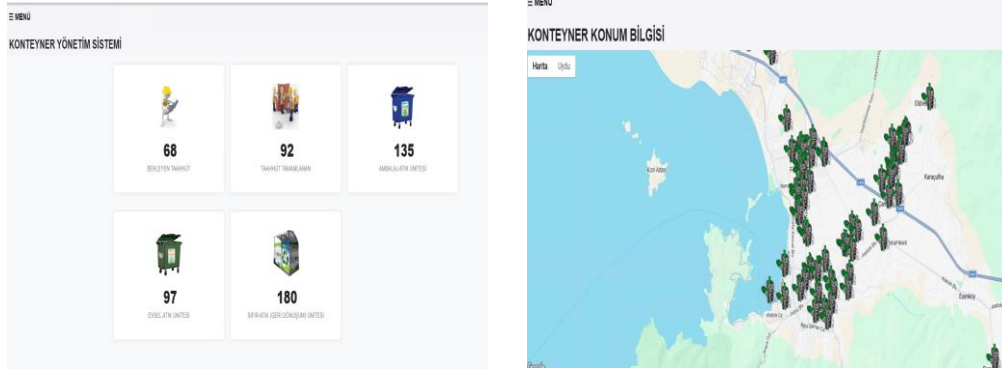 ☰ MENÜ
KONTEYNER YÖNETİM SİSTEMİ
68
BEKLEYEN TAAHHÜT
92
TAAHHÜT TAMAMLANAN
135
AMBALAJ ATIK ÜNİTESİ
97
EVSEL ATIK ÜNİTESİ
180
SIFIR ATIK (GERİ DÖNÜŞÜM) ÜNİTESİ
☰ MENÜ
KONTEYNER KONUM BİLGİSİ
Harita Uydu
Kızıl Adası
Karaçulha
Esenköy
Google